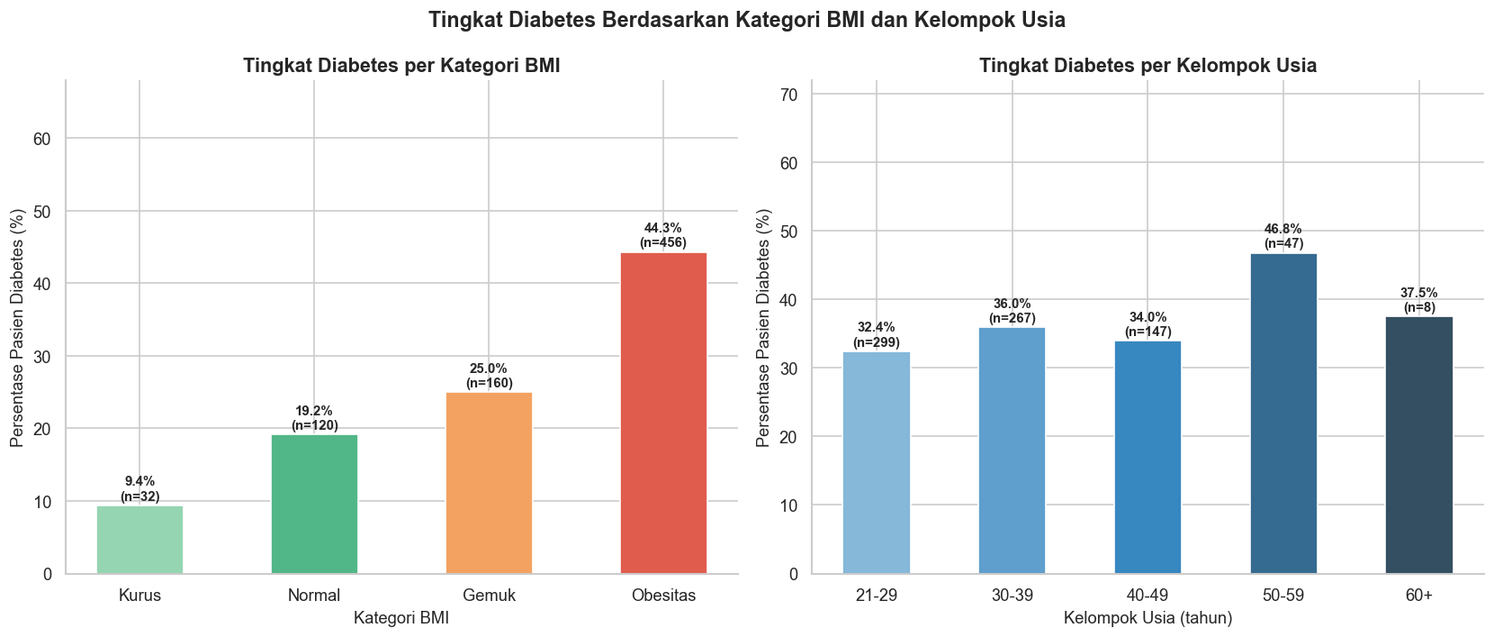 Tingkat Diabetes Berdasarkan Kategori BMI dan Kelompok Usia
Tingkat Diabetes per Kategori BMI
Persentase Pasien Diabetes (%)
60
50
40
30
20
10
0
9.4%
(n=32)
19.2%
(n=120)
25.0%
(n=160)
44.3%
(n=456)
Kurus
Normal
Gemuk
Obesitas
Kategori BMI
Tingkat Diabetes per Kelompok Usia
Persentase Pasien Diabetes (%)
70
60
50
40
30
20
10
0
32.4%
(n=299)
36.0%
(n=267)
34.0%
(n=147)
46.8%
(n=47)
37.5%
(n=8)
21-29
30-39
40-49
50-59
60+
Kelompok Usia (tahun)